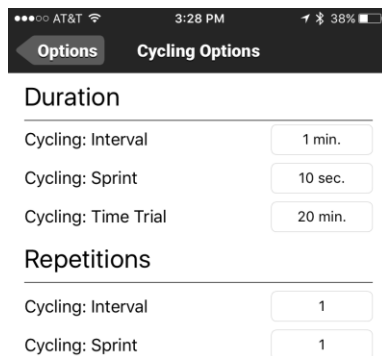 AT&T 3:28 PM 38%
Options Cycling Options
Duration
Cycling: Interval 1 min.
Cycling: Sprint 10 sec.
Cycling: Time Trial 20 min.
Repetitions
Cycling: Interval 1
Cycling: Sprint 1